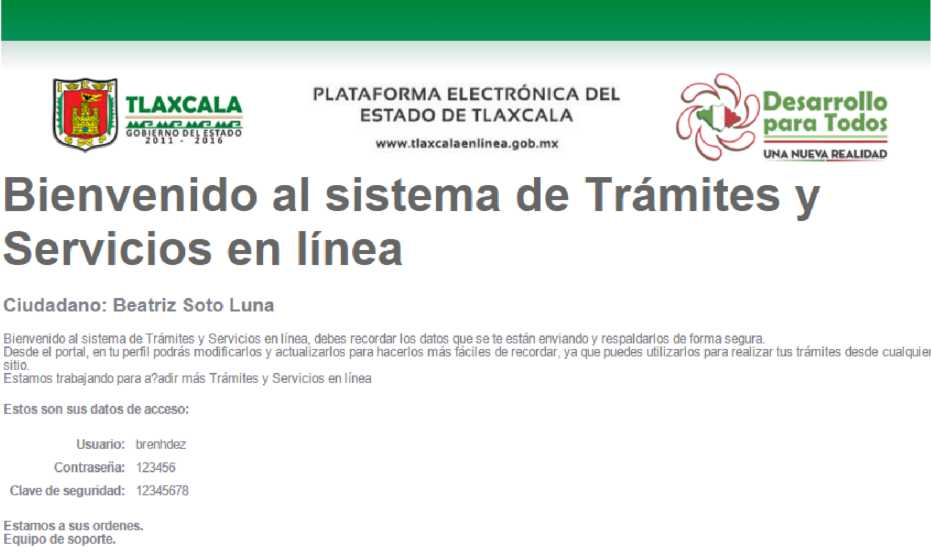 TLAXCALA
GOBIERNO DEL ESTADO
2011 - 2016
PLATAFORMA ELECTRÓNICA DEL
ESTADO DE TLAXCALA
www.tlaxcalaenlinea.gob.mx
Desarrollo
para Todos
UNA NUEVA REALIDAD
Bienvenido al sistema de Trámites y
Servicios en línea
Ciudadano: Beatriz Soto Luna
Bienvenido al sistema de Trámites y Servicios en línea, debes recordar los datos que se te están enviando y respaldarlos de forma segura.
Desde el portal, en tu perfil podrás modificarlos y actualizarlos para hacerlos más fáciles de recordar, ya que puedes utilizarlos para realizar tus trámites desde cualquier
sitio.
Estamos trabajando para a?adir más Trámites y Servicios en línea
Estos son sus datos de acceso:
Usuario: brenhdez
Contraseña: 123456
Clave de seguridad: 12345678
Estamos a sus ordenes.
Equipo de soporte.